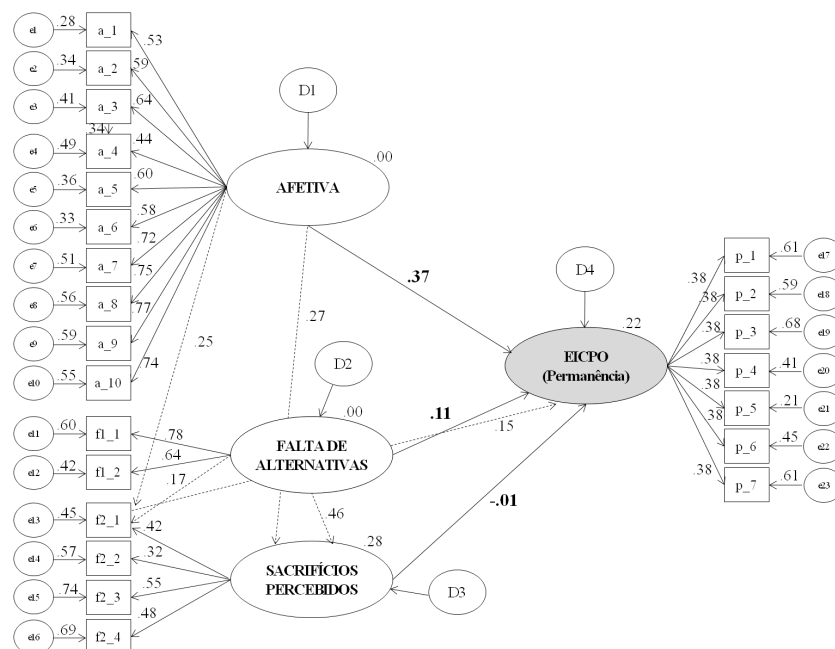 e1 .28 a_1 .53
e2 .34 a_2 .59
e3 .41 a_3 .64
.34
e4 .49 a_4 .44
e5 .36 a_5 .60
e6 .33 a_6 .58
e7 .51 a_7 .72
e8 .56 a_8 .75
e9 .59 a_9 .77
e10 .55 a_10 .74
D1
.00
AFETIVA
.37
.27
.25
D2
.00
e11 .60 f1_1 .78
e12 .42 f1_2 .64
FALTA DE
ALTERNATIVAS
.11
.15
.17
.46
-.01
e13 .45 f2_1 .42
e14 .57 f2_2 .32
e15 .74 f2_3 .55
e16 .69 f2_4 .48
.28
SACRIFÍCIOS
PERCEBIDOS
D3
D4
.22
EICPO
(Permanência)
.38 p_1 .61 e17
.38 p_2 .59 e18
.38 p_3 .68 e19
.38 p_4 .41 e20
.38 p_5 .21 e21
.38 p_6 .45 e22
.38 p_7 .61 e23